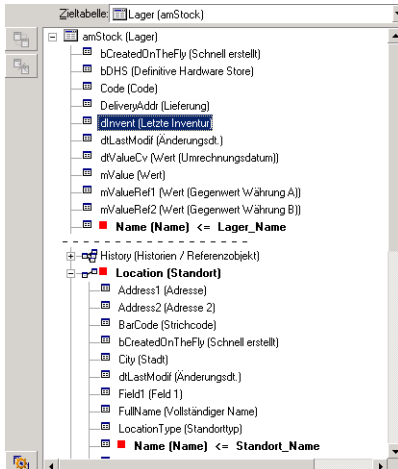 Zieltabelle: Lager (amStock)
amStock (Lager)
bCreatedOnTheFly (Schnell erstellt)
bDHS (Definitive Hardware Store)
Code (Code)
DeliveryAddr (Lieferung)
dInvent (Letzte Inventur
dtLastModif (Änderungsdt.)
dtValueCv (Wert (Umrechnungsdatum))
mValue (Wert)
mValueRef1 (Wert (Gegenwert Währung A))
mValueRef2 (Wert (Gegenwert Währung B))
Name (Name) <= Lager_Name
History (Historien / Referenzobjekt)
Location (Standort)
Address1 (Adresse)
Address2 (Adresse 2)
BarCode (Strichcode)
bCreatedOnTheFly (Schnell erstellt)
City (Stadt)
dtLastModif (Änderungsdt.)
Field1 (Feld 1)
FullName (Vollständiger Name)
LocationType (Standorttyp)
Name (Name) <= Standort_Name